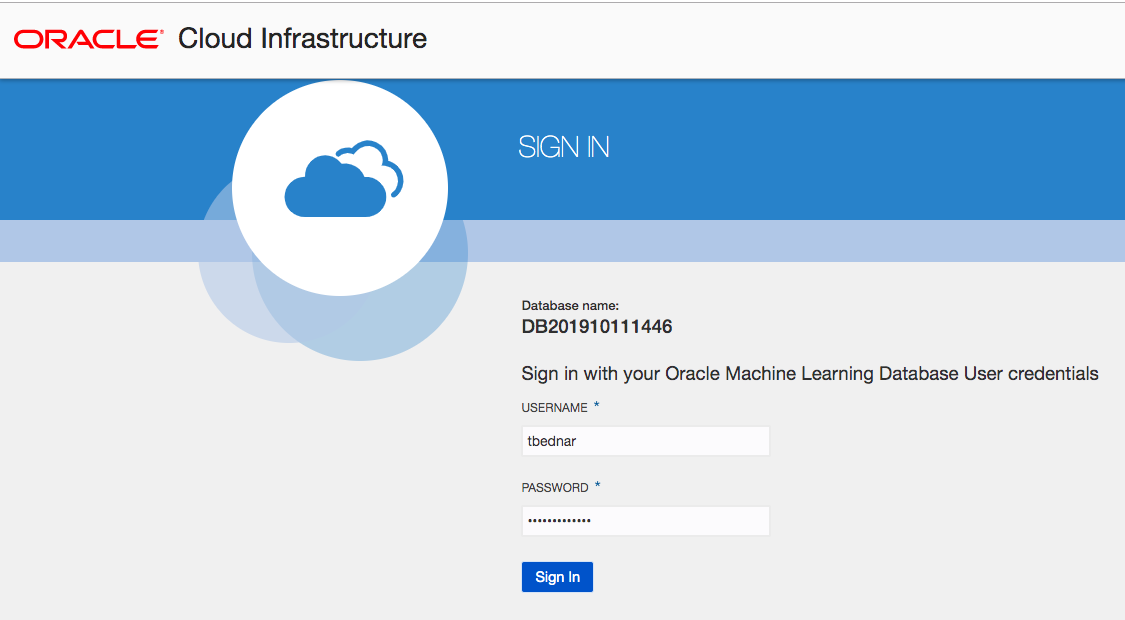 ORACLE® Cloud Infrastructure
SIGN IN
Database name:
DB201910111446
Sign in with your Oracle Machine Learning Database User credentials
USERNAME *
tbednar
PASSWORD *
•••••••••••••
Sign In